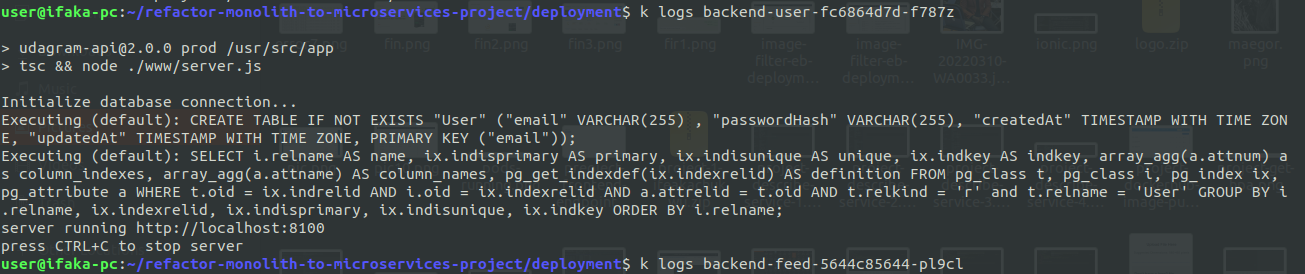 user@ifaka-pc:~/refactor-monolith-to-microservices-project/deployment$ k logs backend-user-fc6864d7d-f787z
> udagram-api@2.0.0 prod /usr/src/app
> tsc && node ./www/server.js
Initialize database connection...
Executing (default): CREATE TABLE IF NOT EXISTS "User" ("email" VARCHAR(255) , "passwordHash" VARCHAR(255), "createdAt" TIMESTAMP WITH TIME ZON
E, "updatedAt" TIMESTAMP WITH TIME ZONE, PRIMARY KEY ("email"));
Executing (default): SELECT i.relname AS name, ix.indisprimary AS primary, ix.indisunique AS unique, ix.indkey AS indkey, array_agg(a.attnum) a
s column_indexes, array_agg(a.attname) AS column_names, pg_get_indexdef(ix.indexrelid) AS definition FROM pg_class t, pg_class i, pg_index ix,
pg_attribute a WHERE t.oid = ix.indrelid AND i.oid = ix.indexrelid AND a.attrelid = t.oid AND t.relkind = 'r' and t.relname = 'User' GROUP BY i
.relname, ix.indexrelid, ix.indisprimary, ix.indisunique, ix.indkey ORDER BY i.relname;
server running http://localhost:8100
press CTRL+C to stop server
user@ifaka-pc:~/refactor-monolith-to-microservices-project/deployment$ k logs backend-feed-5644c85644-pl9cl